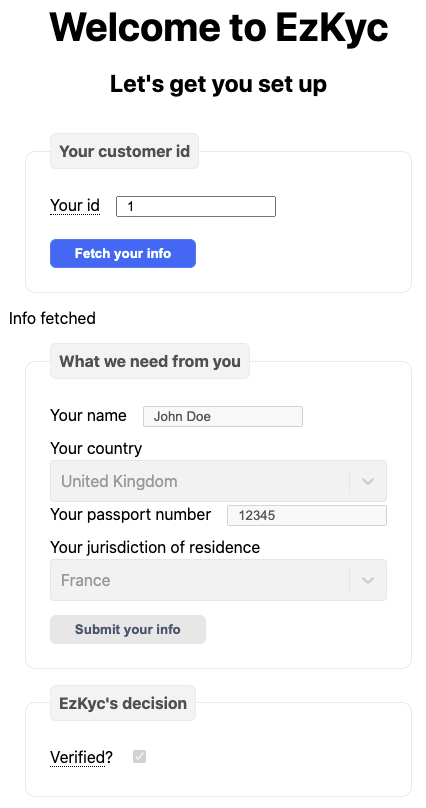 Welcome to EzKyc
Let's get you set up
Your customer id
Your id 1
Fetch your info
Info fetched
What we need from you
Your name John Doe
Your country
United Kingdom
Your passport number 12345
Your jurisdiction of residence
France
Submit your info
EzKyc's decision
Verified?